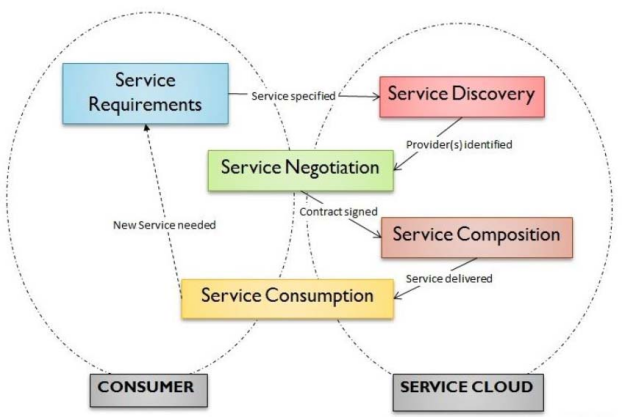 Service
Requirements
Service specified
Service Discovery
Provider(s) identified
Service Negotiation
Contract signed
New Service needed
Service Composition
Service delivered
Service Consumption
CONSUMER
SERVICE CLOUD